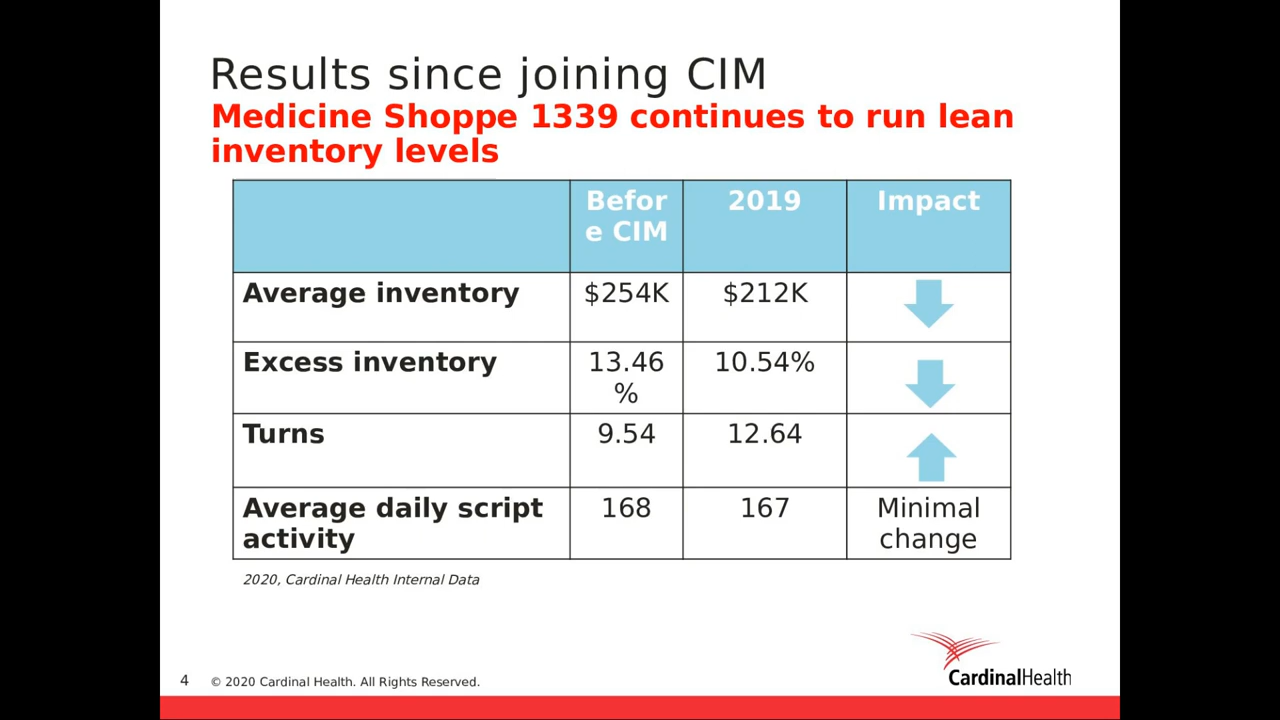 Results since joining CIM
Medicine Shoppe 1339 continues to run lean
inventory levels
Befor
e CIM
2019
Impact
Average inventory
$254K
$212K
Excess inventory
13.46
%
10.54%
Turns
9.54
12.64
Average daily script
activity
168
167
Minimal
change
2020, Cardinal Health Internal Data
CardinalHealth
4
© 2020 Cardinal Health. All Rights Reserved.